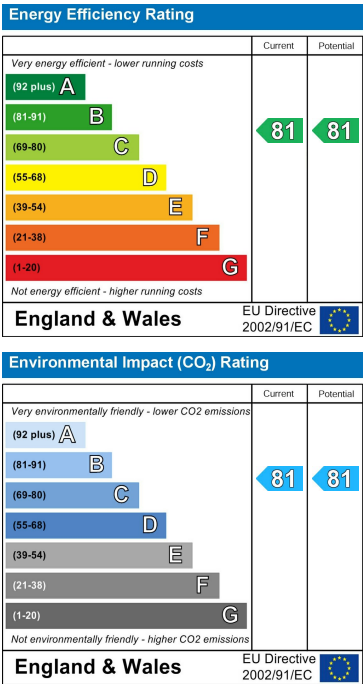 Energy Efficiency Rating
Current Potential
Very energy efficient - lower running costs
(92 plus) A
(81-91) B
81 81
(69-80) C
(55-68) D
(39-54) E
(21-38) F
(1-20) G
Not energy efficient - higher running costs
England & Wales
EU Directive
2002/91/EC
Environmental Impact (CO₂) Rating
Current Potential
Very environmentally friendly - lower CO2 emissions
(92 plus) A
(81-91) B
81 81
(69-80) C
(55-68) D
(39-54) E
(21-38) F
(1-20) G
Not environmentally friendly - higher CO2 emissions
England & Wales
EU Directive
2002/91/EC